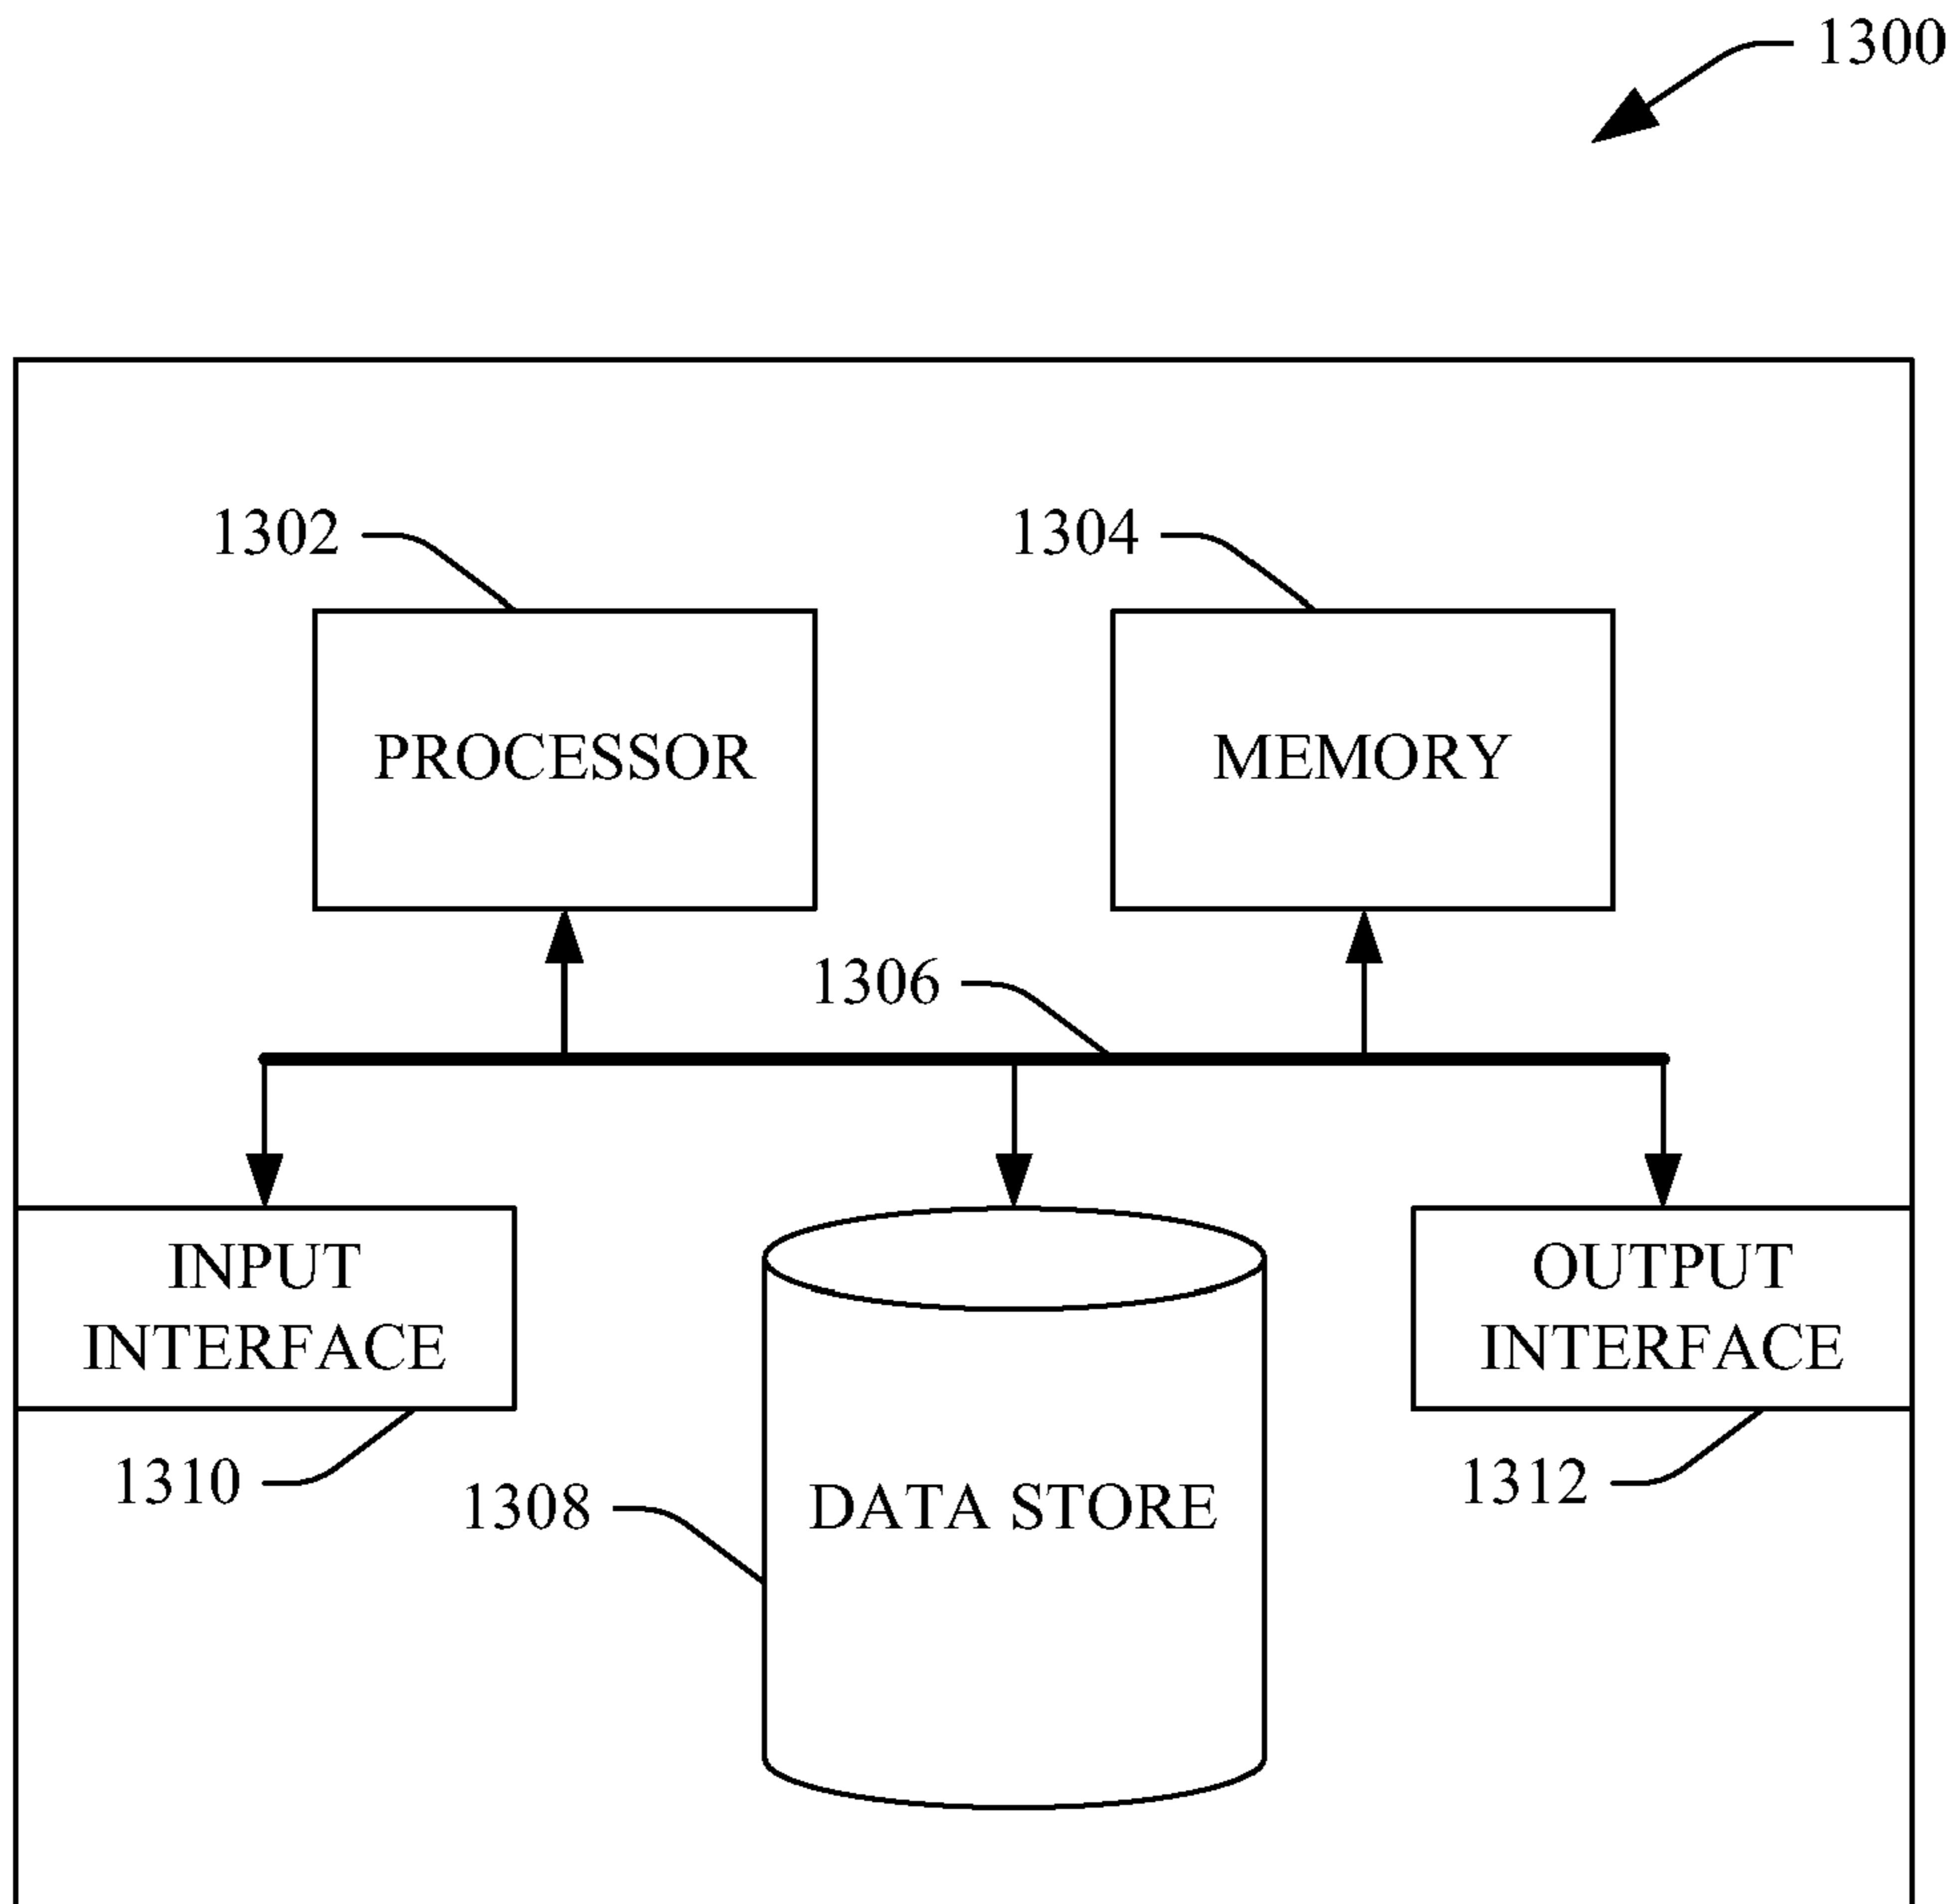 1300
1302
1304
PROCESSOR
MEMORY
1306
INPUT
INTERFACE
OUTPUT
INTERFACE
1310
1308
DATA STORE
1312